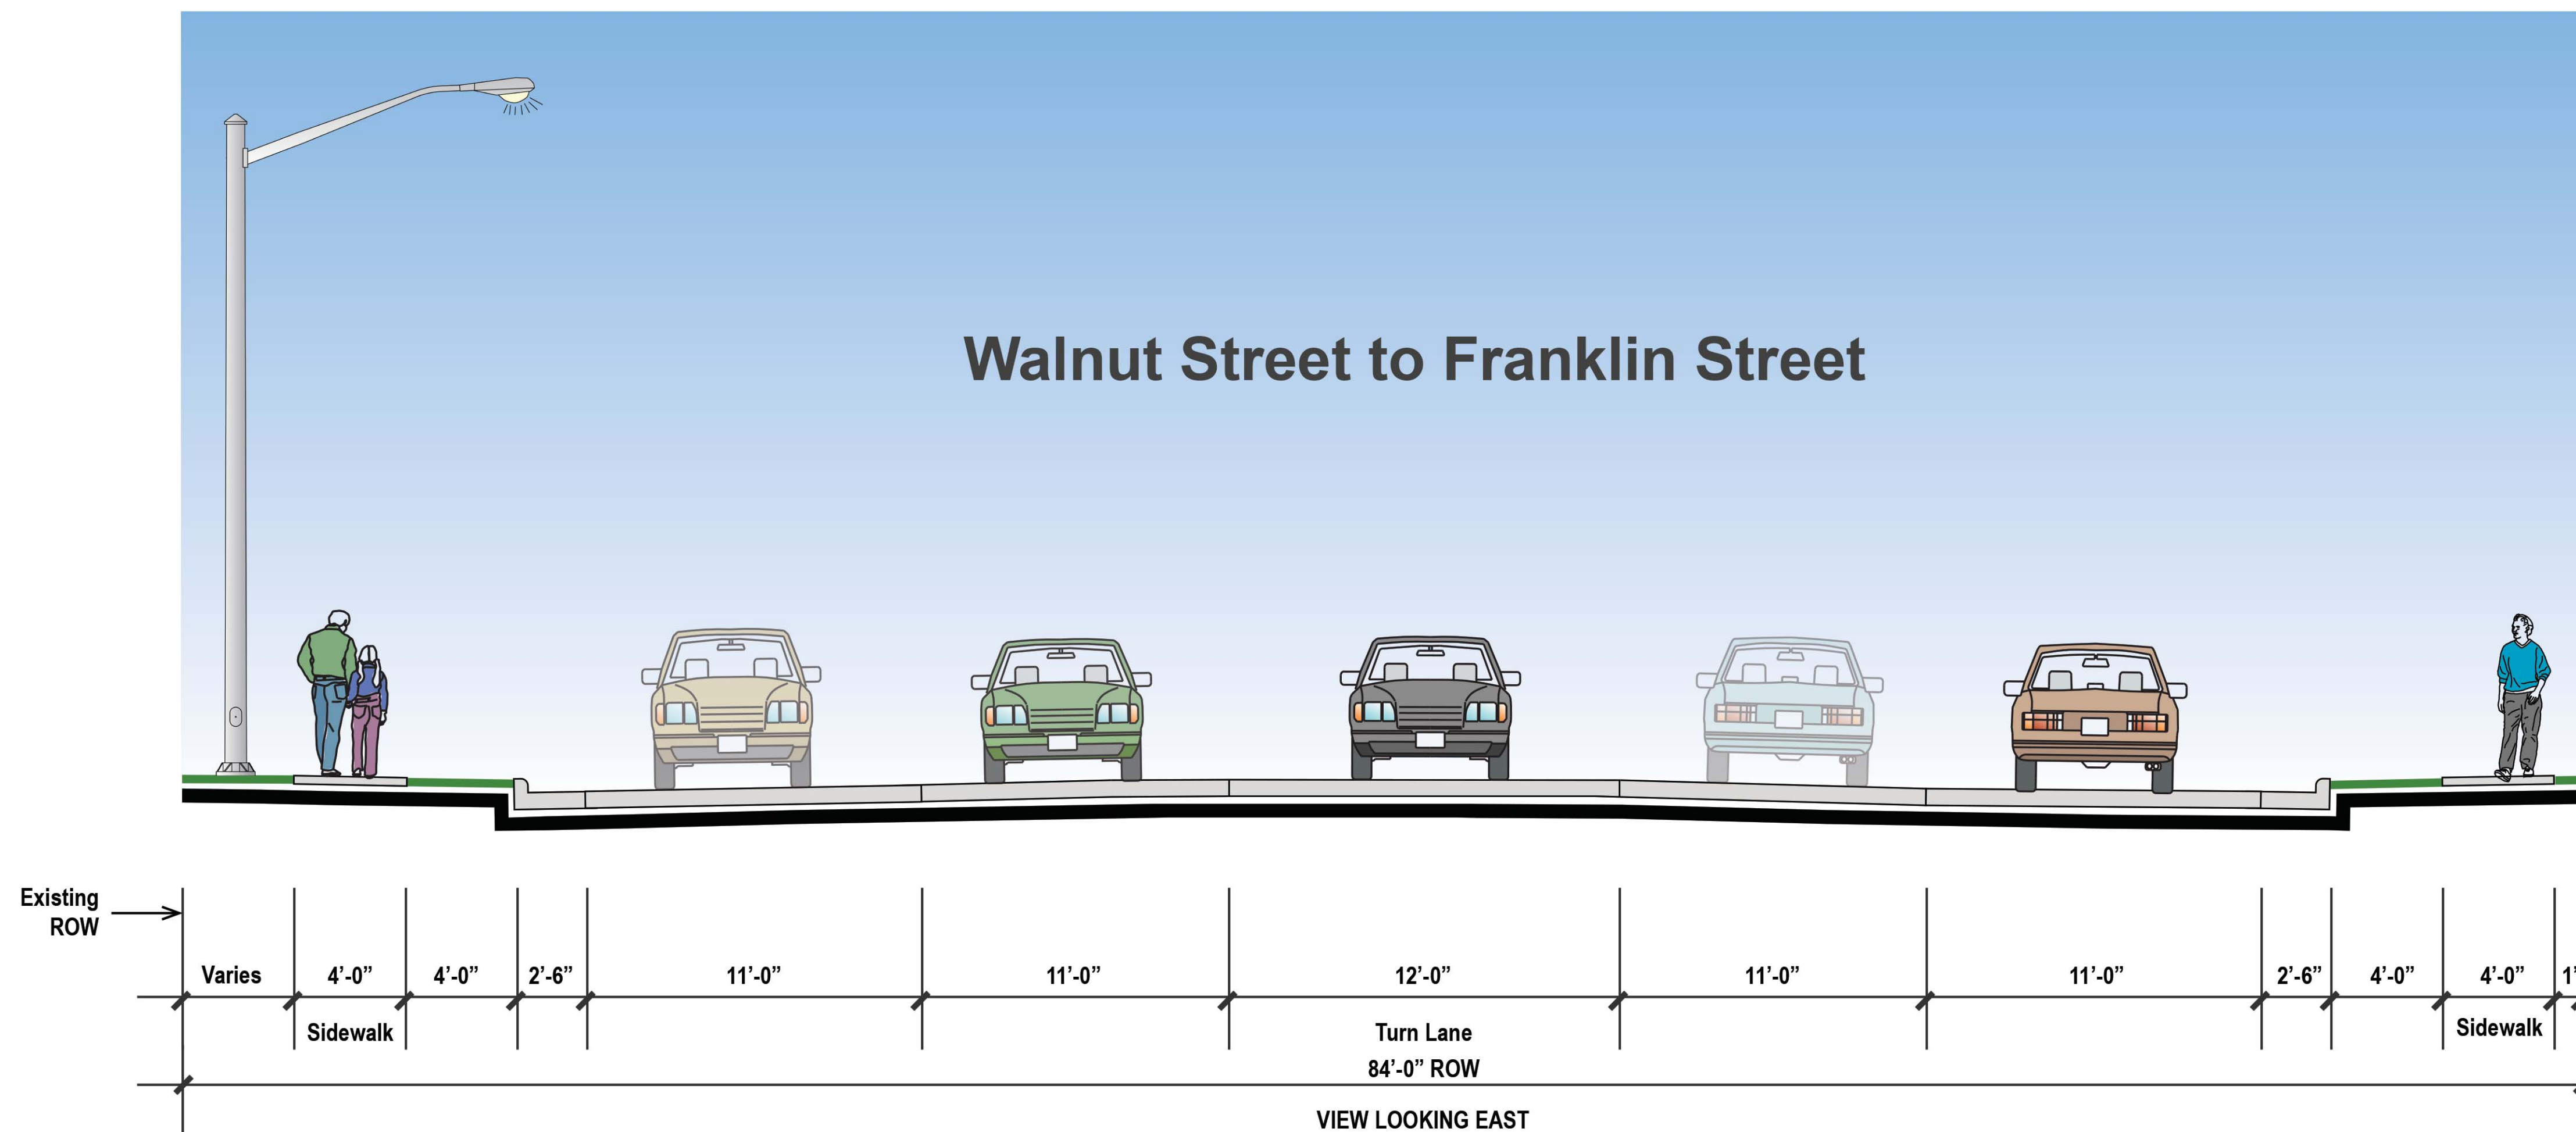 Walnut Street to Franklin Street
Existing
ROW
Varies 4’-0” 4’-0” 2’-6” 11’-0” 11’-0” 12’-0” 11’-0” 11’-0” 2’-6” 4’-0” 4’-0” 1’
Sidewalk Turn Lane Sidewalk
84’-0” ROW
VIEW LOOKING EAST